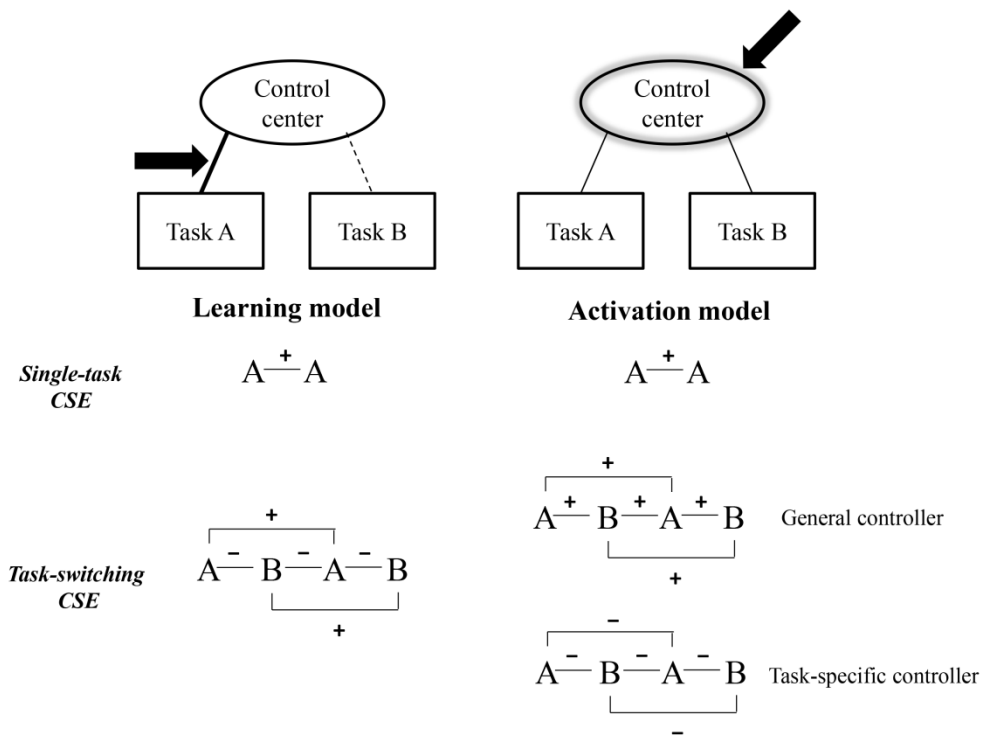 Control
center
Control
center
Task A
Task B
Task A
Task B
Learning model
Activation model
Single-task
CSE
A + A
A + A
+
A + B + A + B
General controller
+
Task-switching
CSE
+
A − B − A − B
+
−
A − B − A − B
Task-specific controller
−